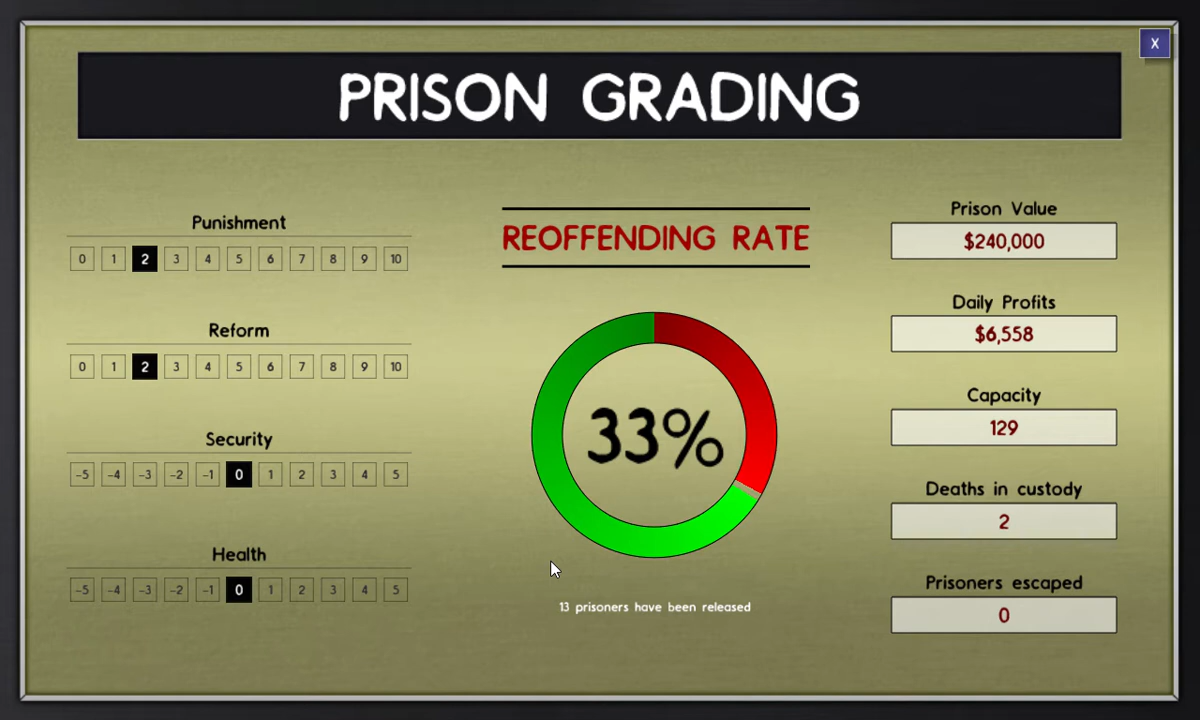 X
PRISON GRADING
Punishment
0 1 2 3 4 5 6 7 8 9 10
Reform
0 1 2 3 4 5 6 7 8 9 10
Security
-5 -4 -3 -2 -1 0 1 2 3 4 5
Health
-5 -4 -3 -2 -1 0 1 2 3 4 5
REOFFENDING RATE
33%
13 prisoners have been released
Prison Value
$240,000
Daily Profits
$6,558
Capacity
129
Deaths in custody
2
Prisoners escaped
0